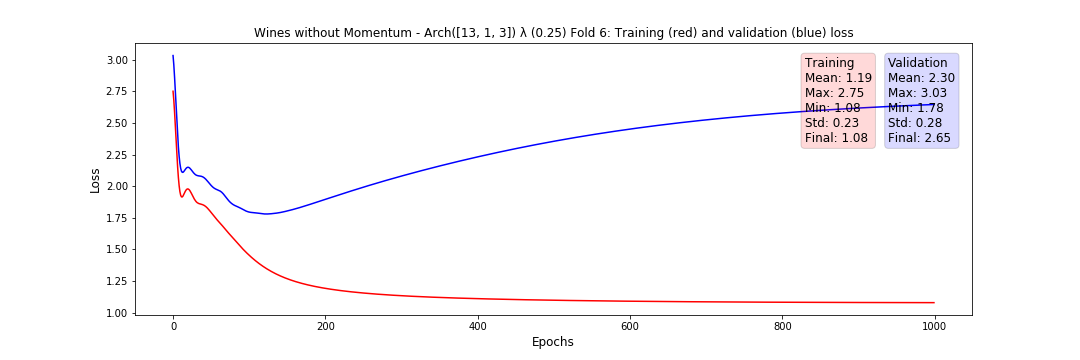 Wines without Momentum - Arch([13, 1, 3]) λ (0.25) Fold 6: Training (red) and validation (blue) loss
Training
Mean: 1.19
Max: 2.75
Min: 1.08
Std: 0.23
Final: 1.08
Validation
Mean: 2.30
Max: 3.03
Min: 1.78
Std: 0.28
Final: 2.65
Loss
3.00
2.75
2.50
2.25
2.00
1.75
1.50
1.25
1.00
0
200
400
600
800
1000
Epochs